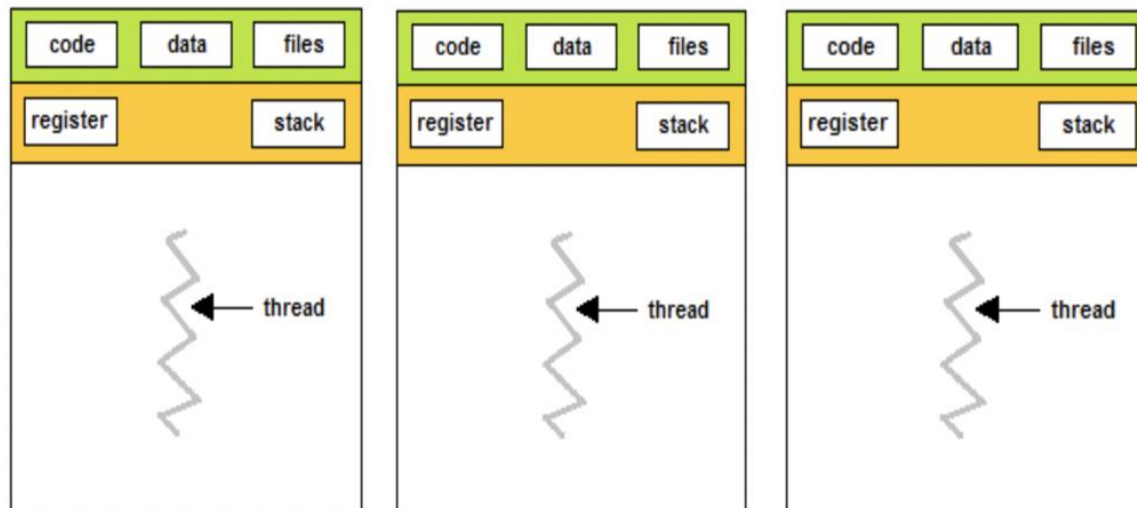 code data files code data files code data files
register stack register stack register stack
thread thread thread